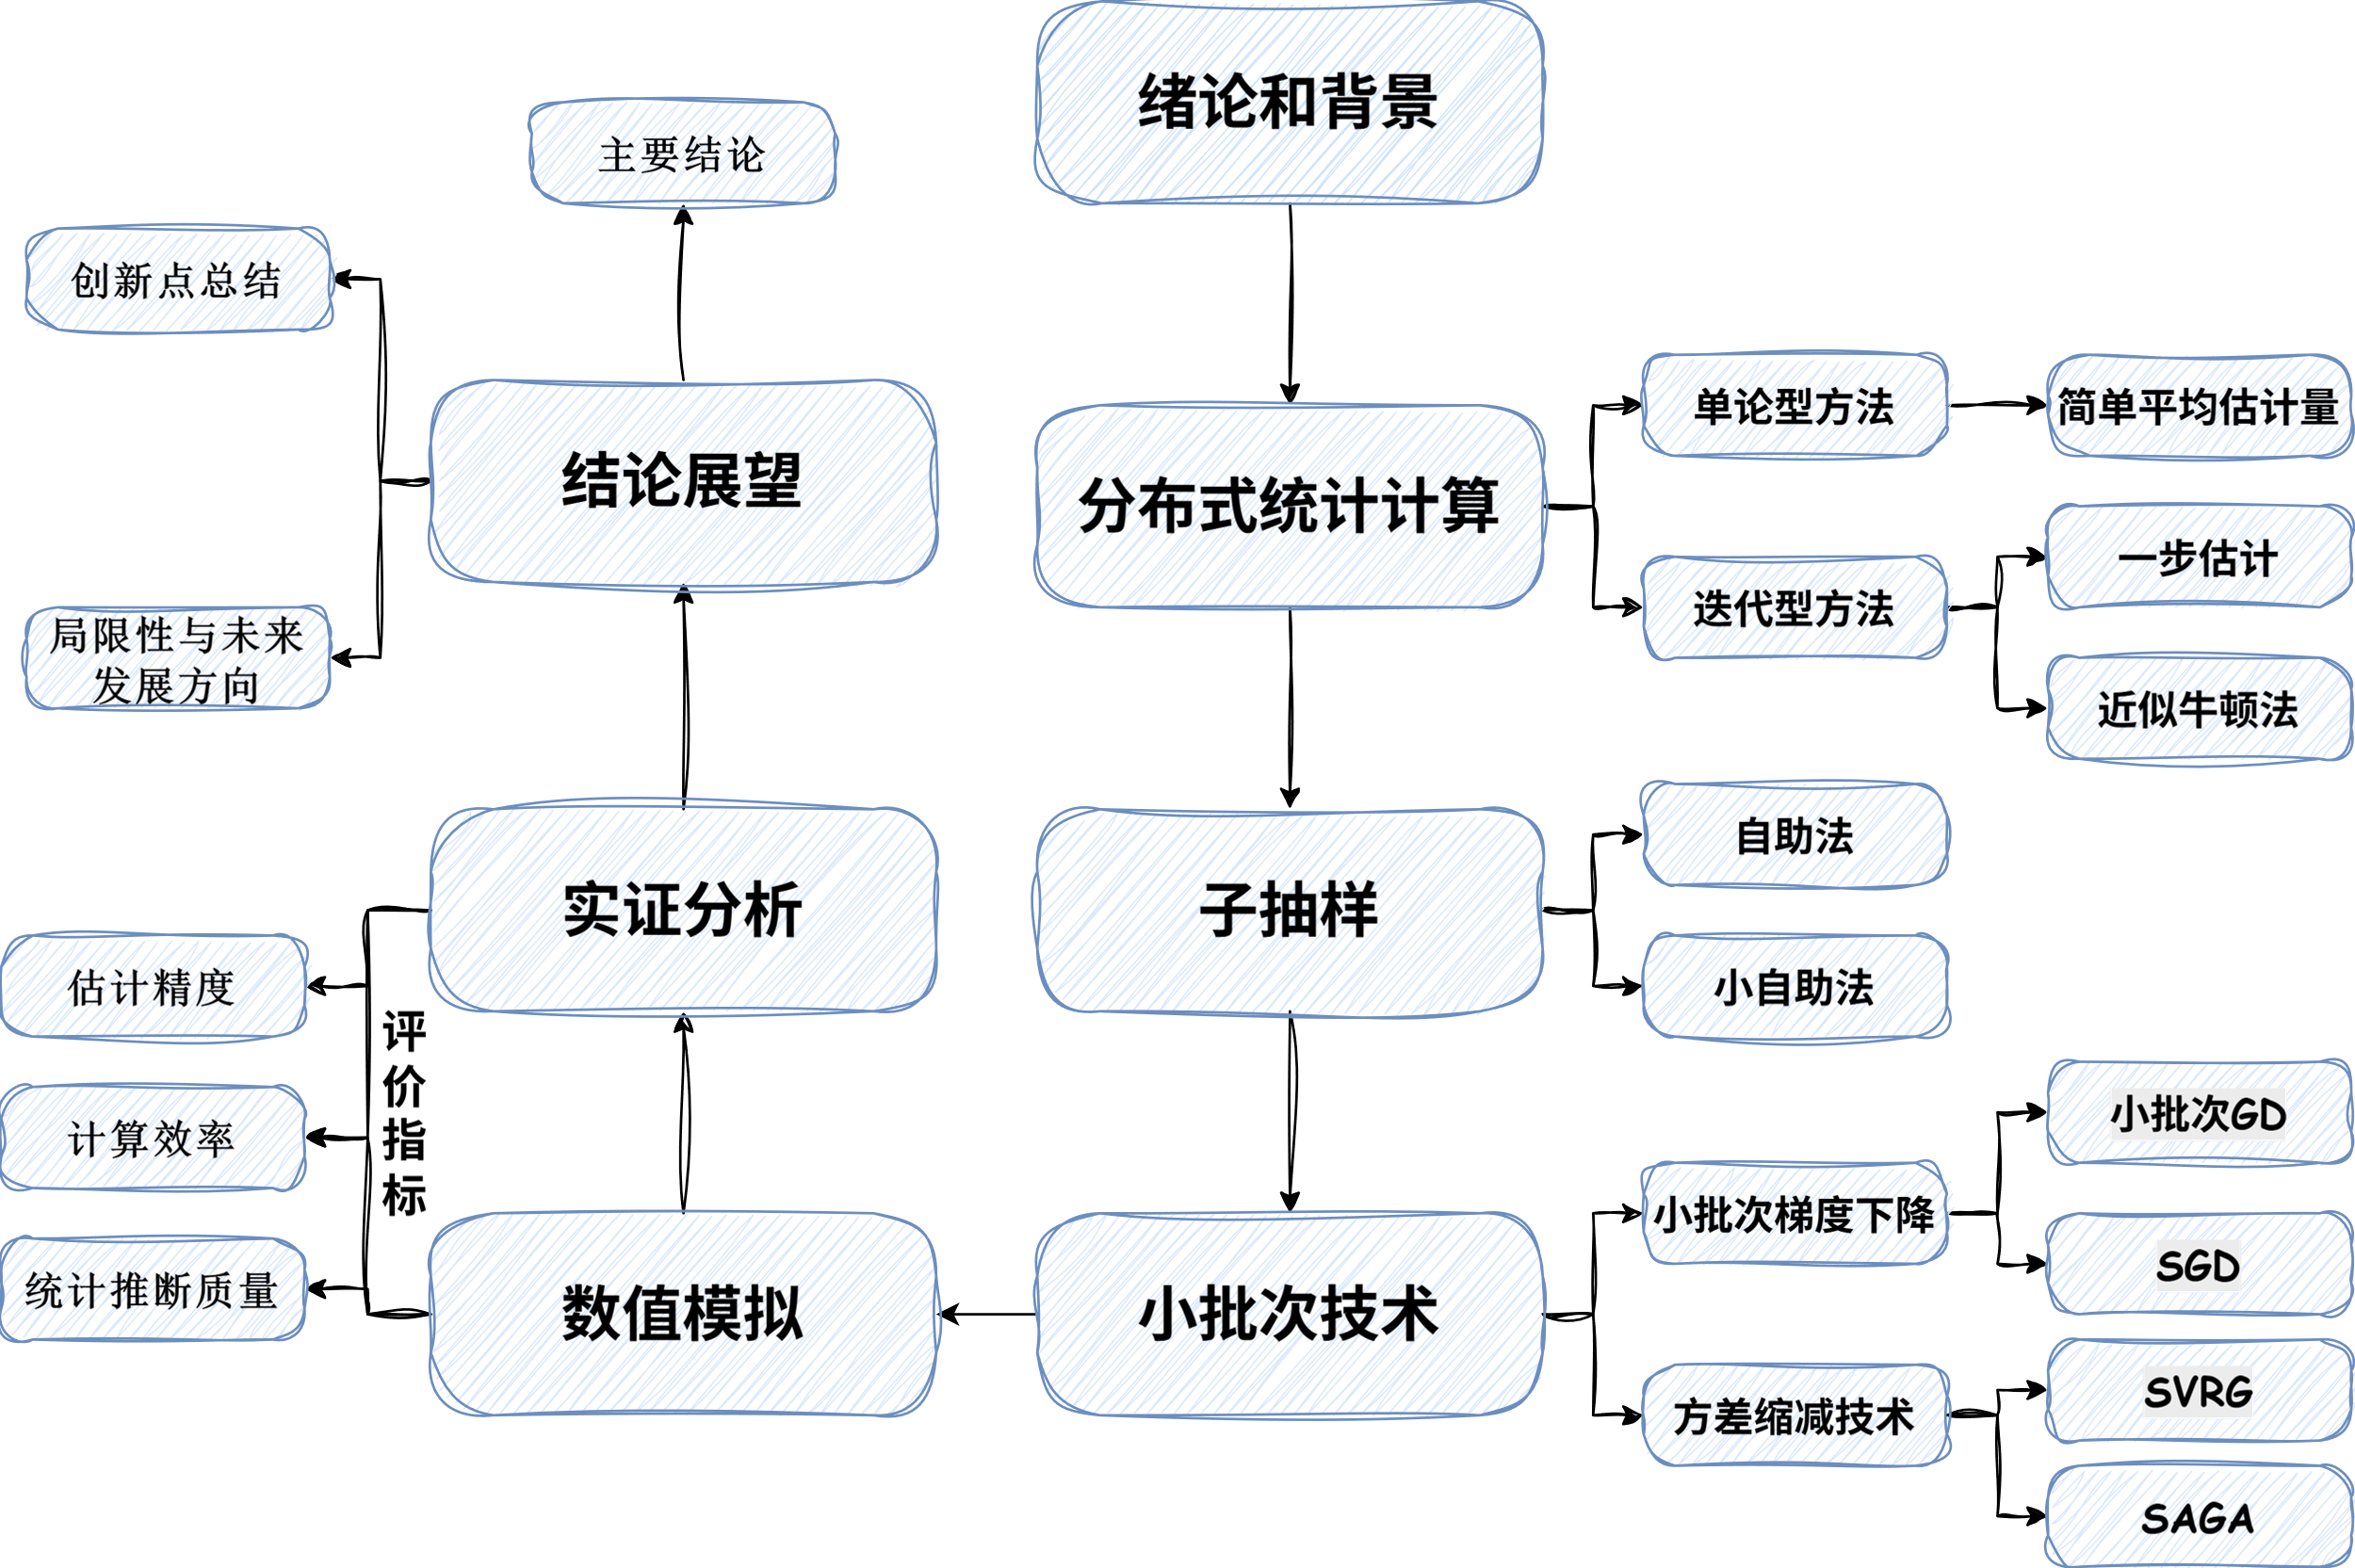 绪论和背景
主要结论
创新点总结
结论展望
分布式统计计算
单论型方法
简单平均估计量
一步估计
迭代型方法
近似牛顿法
局限性与未来
发展方向
实证分析
子抽样
自助法
小自助法
估计精度
计算效率
统计推断质量
评
价
指
标
数值模拟
小批次技术
小批次梯度下降
小批次GD
SGD
方差缩减技术
SVRG
SAGA